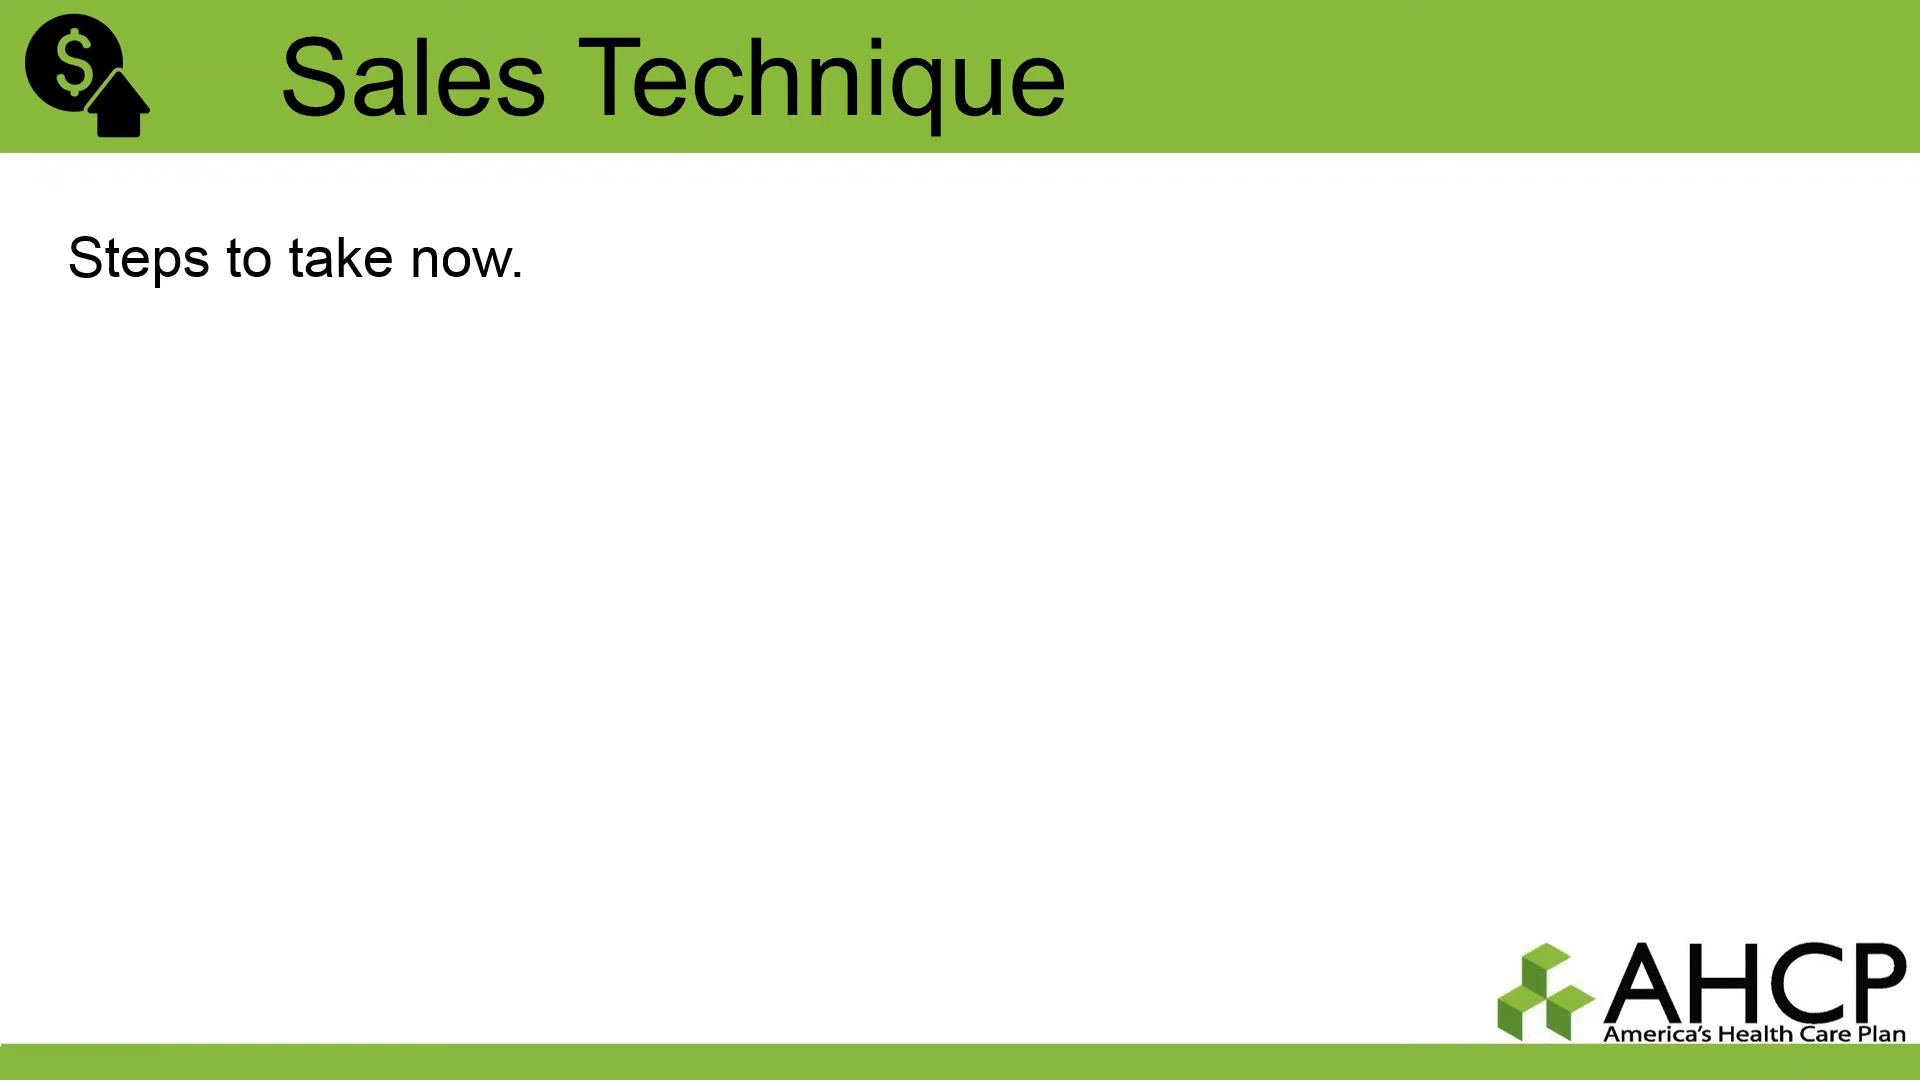 $ Sales Technique
Steps to take now.
AHCP
America's Health Care Plan